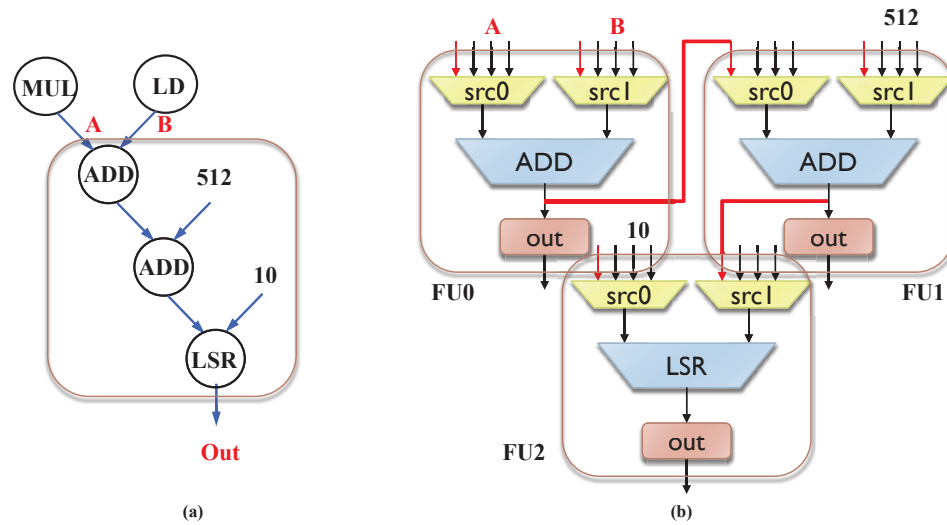 MUL
LD
A
B
ADD
512
ADD
10
LSR
Out
(a)
A
B
512
src0
src1
src0
src1
ADD
ADD
out
10
out
FU0
src0
src1
FU1
LSR
out
FU2
(b)